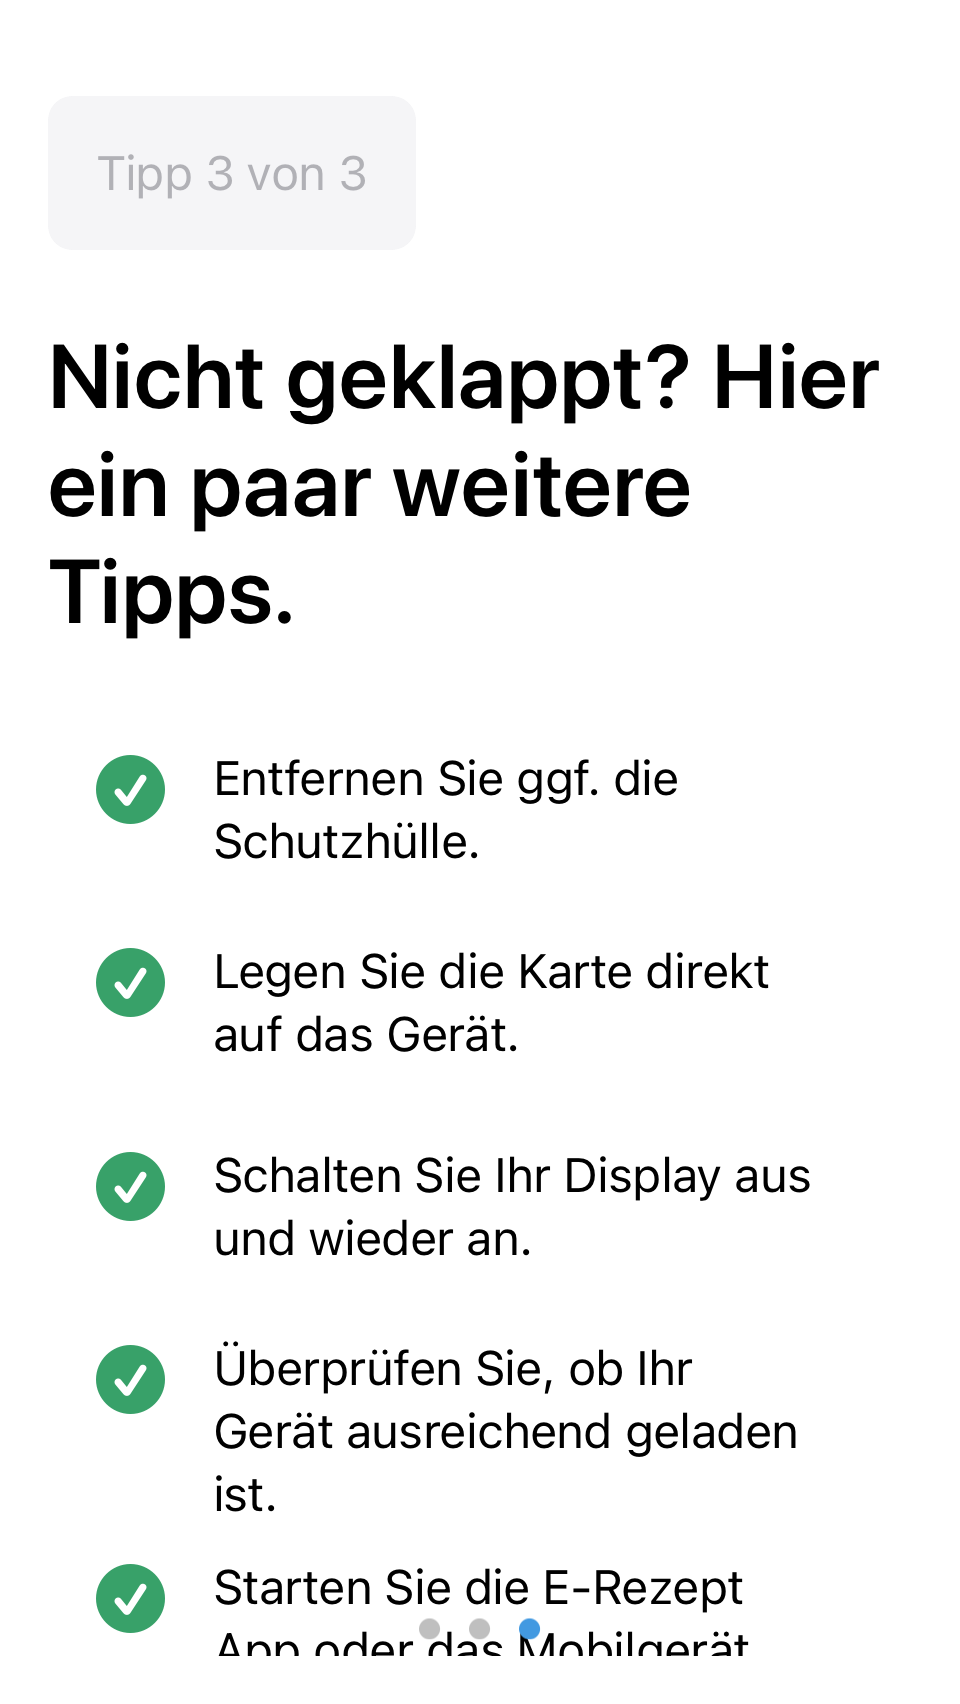 Tipp 3 von 3
Nicht geklappt? Hier
ein paar weitere
Tipps.
Entfernen Sie ggf. die
Schutzhülle.
Legen Sie die Karte direkt
auf das Gerät.
Schalten Sie Ihr Display aus
und wieder an.
Überprüfen Sie, ob Ihr
Gerät ausreichend geladen
ist.
Starten Sie die E-Rezept
App oder das Mobilgerät